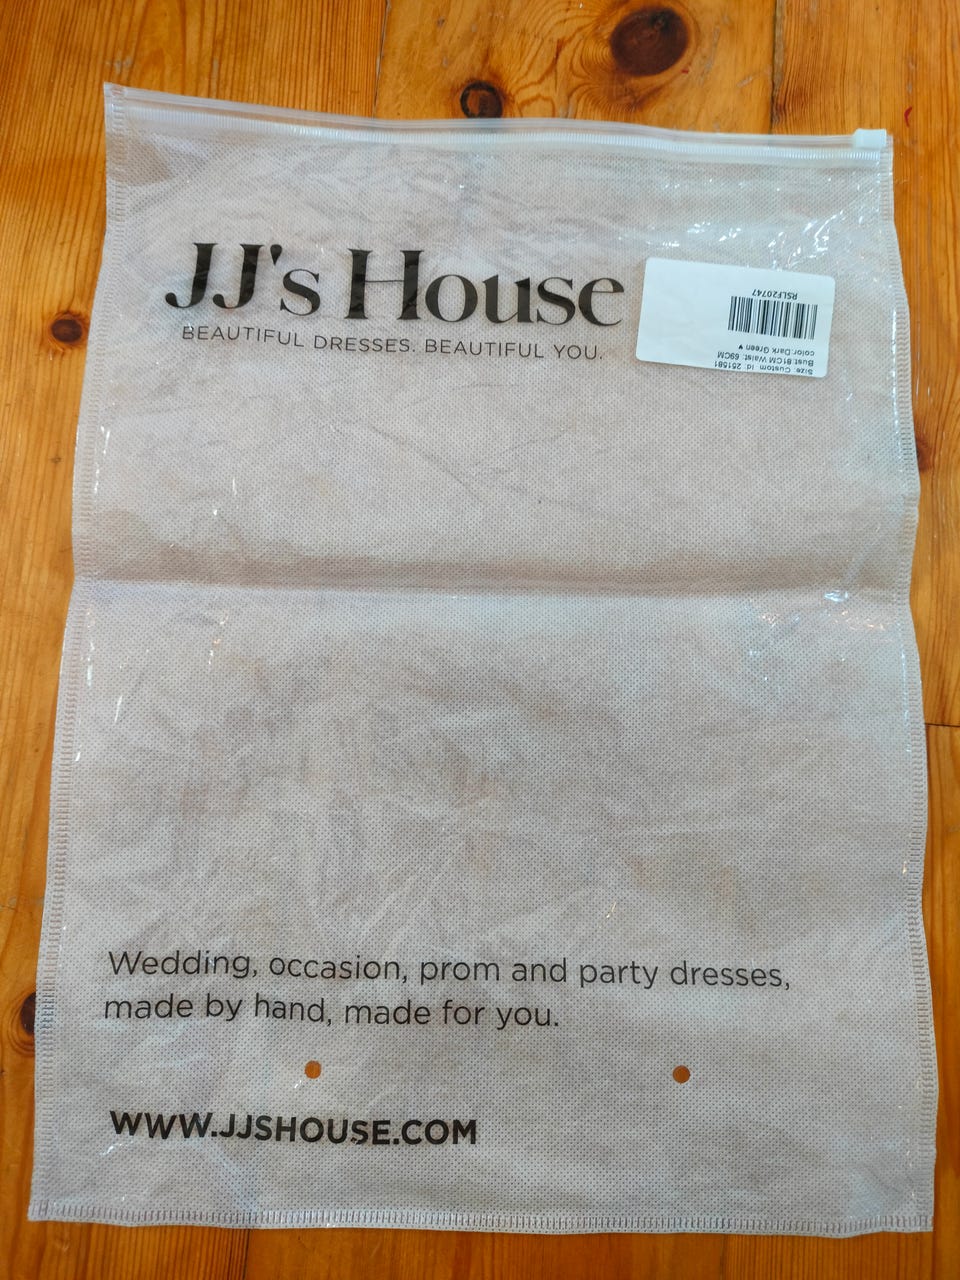 JJ's House
BEAUTIFUL DRESSES. BEAUTIFUL YOU.
Size: Custom id: 251581
Bust:81CM Waist: 69CM
color:Dark Green ♥
RSLF20747
Wedding, occasion, prom and party dresses,
made by hand, made for you.
WWW.JJSHOUSE.COM